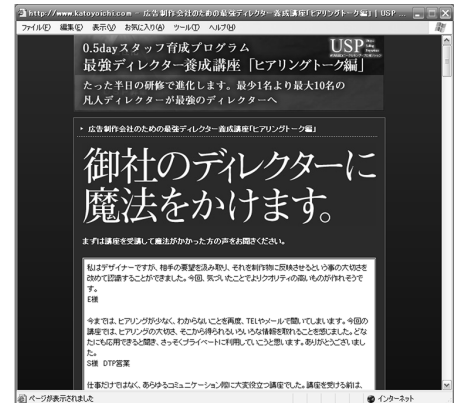 http://www.katoyoichi.com - 広告制作会社のための最強ディレクター養成講座「ヒアリングトーク編」 | USP ...
ファイル(F) 編集(E) 表示(V) お気に入り(A) ツール(T) ヘルプ(H)
0.5dayスタッフ育成プログラム
USP
最強ディレクター養成講座「ヒアリングトーク編」
たった半日の研修で進化します。最少1名より最大10名の
凡人ディレクターが最強のディレクターへ
広告制作会社のための最強ディレクター養成講座「ヒアリングトーク編」
御社のディレクターに
魔法をかけます。
まずは講座を受講して魔法がかかった方の声をお聞きください。
私はデザイナーですが、相手の要望を汲み取り、それを制作物に反映させるという事の大切さを
改めて認識することができました。今回、気づいたことでよりクオリティの高いものが作れそうで
す。
E様
今までは、ヒアリングが少なく、わからないことを再度、TELやメールで聞いてしまいます。今回の
講座では、ヒアリングの大切さ、そこから得られるいろいろな情報を取れることを感じました。どな
たにも応用できると聞き、さっそくプライベートに利用していこうと思います。ありがとうございまし
た。
S様 DTP営業
仕事だけではなく、あらゆるコミュニケーション際に大変役立つ講座でした。講座を受ける前は、
ページが表示されました
インターネット